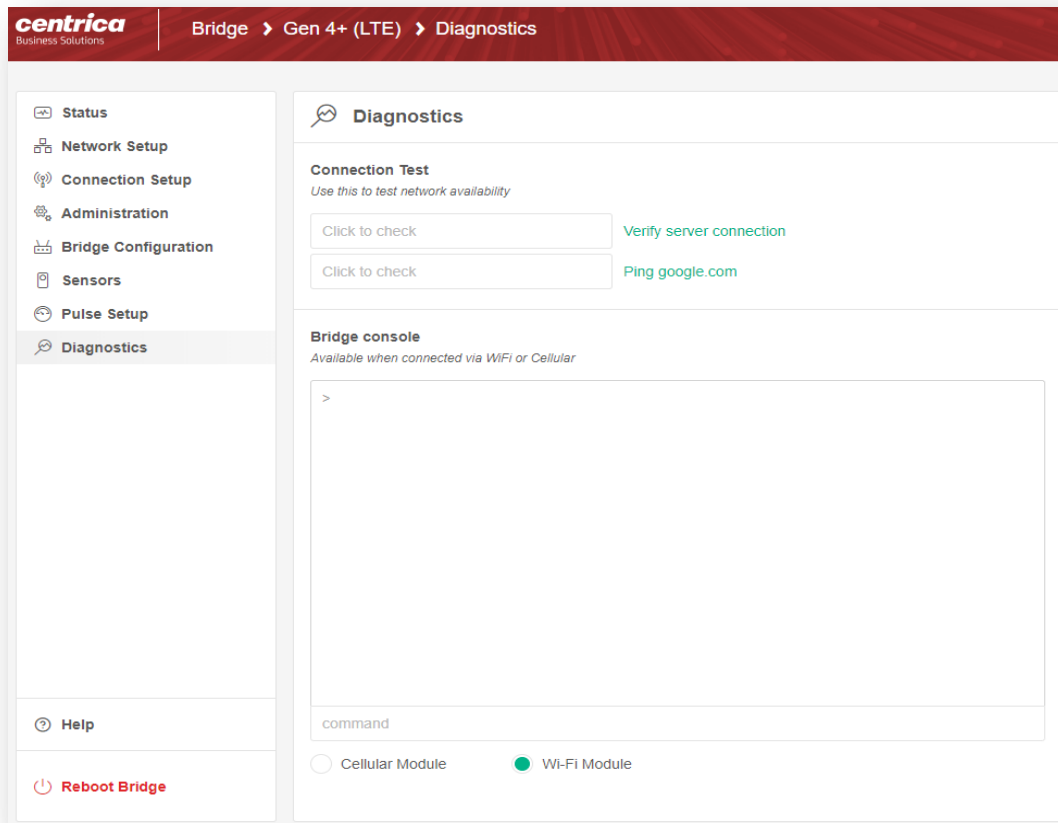 centrica
Business Solutions
Bridge > Gen 4+ (LTE) > Diagnostics
Status
Network Setup
Connection Setup
Administration
Bridge Configuration
Sensors
Pulse Setup
Diagnostics
Help
Reboot Bridge
Diagnostics
Connection Test
Use this to test network availability
Click to check Verify server connection
Click to check Ping google.com
Bridge console
Available when connected via WiFi or Cellular
>
command
Cellular Module Wi-Fi Module